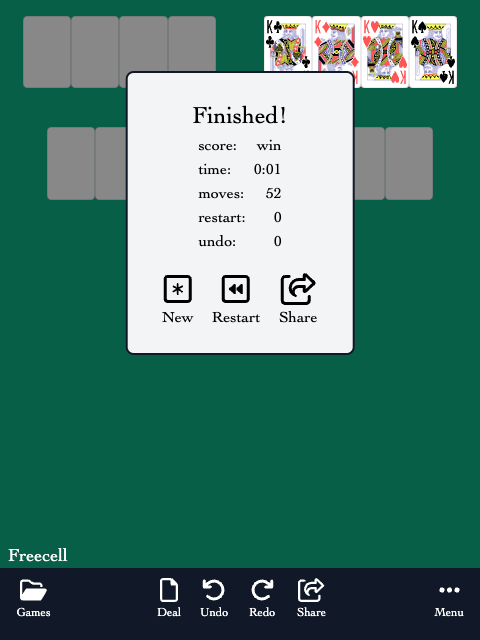 K K K K
Finished!
score: win
time: 0:01
moves: 52
restart: 0
undo: 0
New Restart Share
Freecell
Games Deal Undo Redo Share Menu